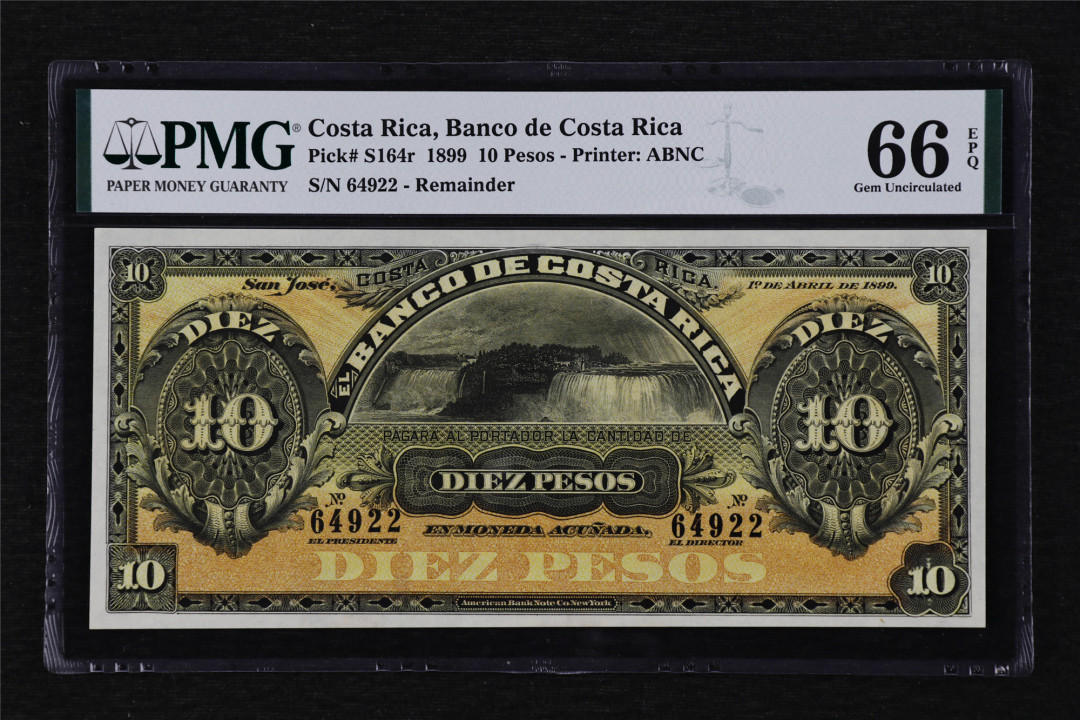 PMG®
PAPER MONEY GUARANTY
Costa Rica, Banco de Costa Rica
Pick# S164r 1899 10 Pesos - Printer: ABNC
S/N 64922 - Remainder
66 EPQ
Gem Uncirculated
10
10
San José,
COSTA RICA
1º DE ABRIL DE 1899.
EL BANCO DE COSTA RICA
DIEZ
10
DIEZ
10
PAGARA AL PORTADOR LA CANTIDAD DE
DIEZ PESOS
Nº 64922
Nº 64922
EN MONEDA ACUÑADA.
EL PRESIDENTE
EL DIRECTOR
DIEZ PESOS
10
10
American Bank Note Co New York